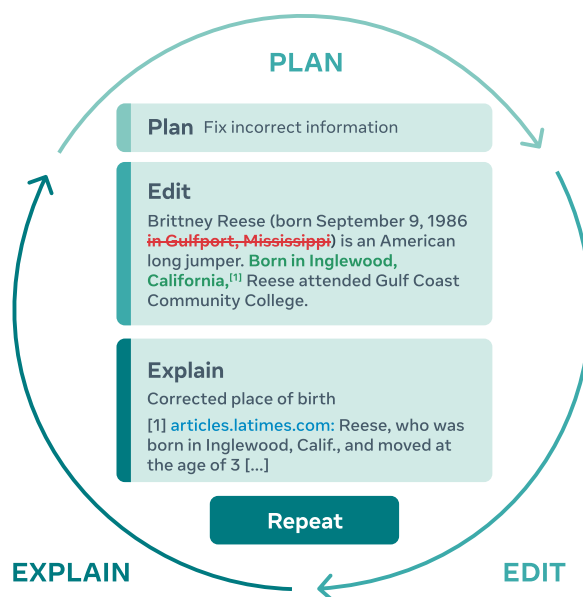 PLAN
Plan Fix incorrect information
Edit
Brittney Reese (born September 9, 1986
in Gulfport, Mississippi) is an American
long jumper. Born in Inglewood,
California,[1] Reese attended Gulf Coast
Community College.
Explain
Corrected place of birth
[1] articles.latimes.com: Reese, who was
born in Inglewood, Calif., and moved at
the age of 3 [...]
Repeat
EXPLAIN
EDIT